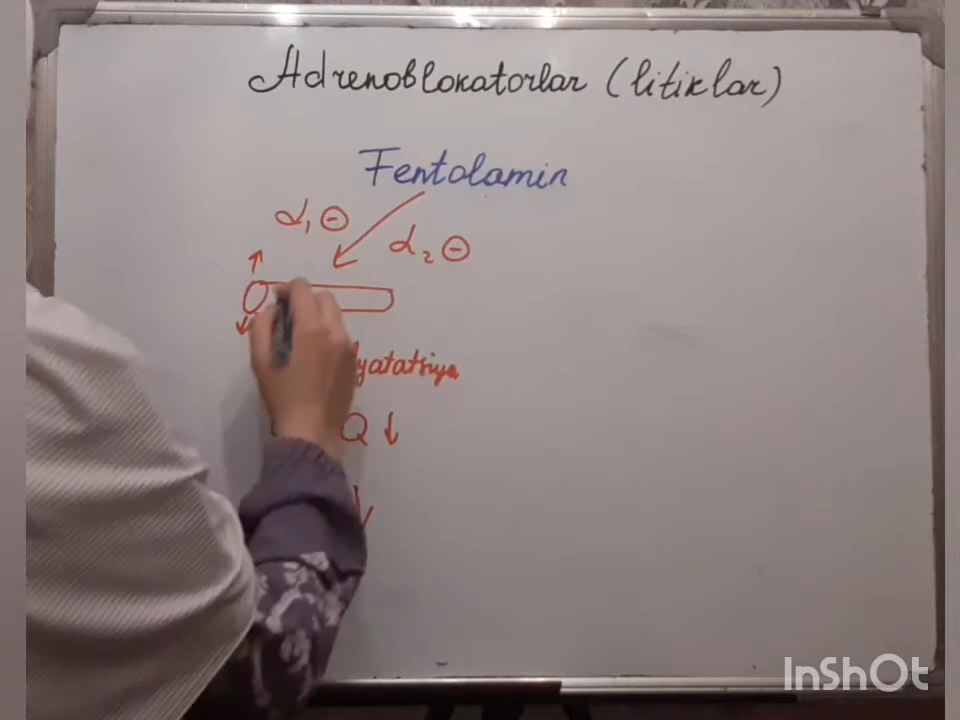 Adrenoblokatorlar (litiklar)
Fentolamin
α₁ ⊖
α₂ ⊖
Q ↓
InShOt